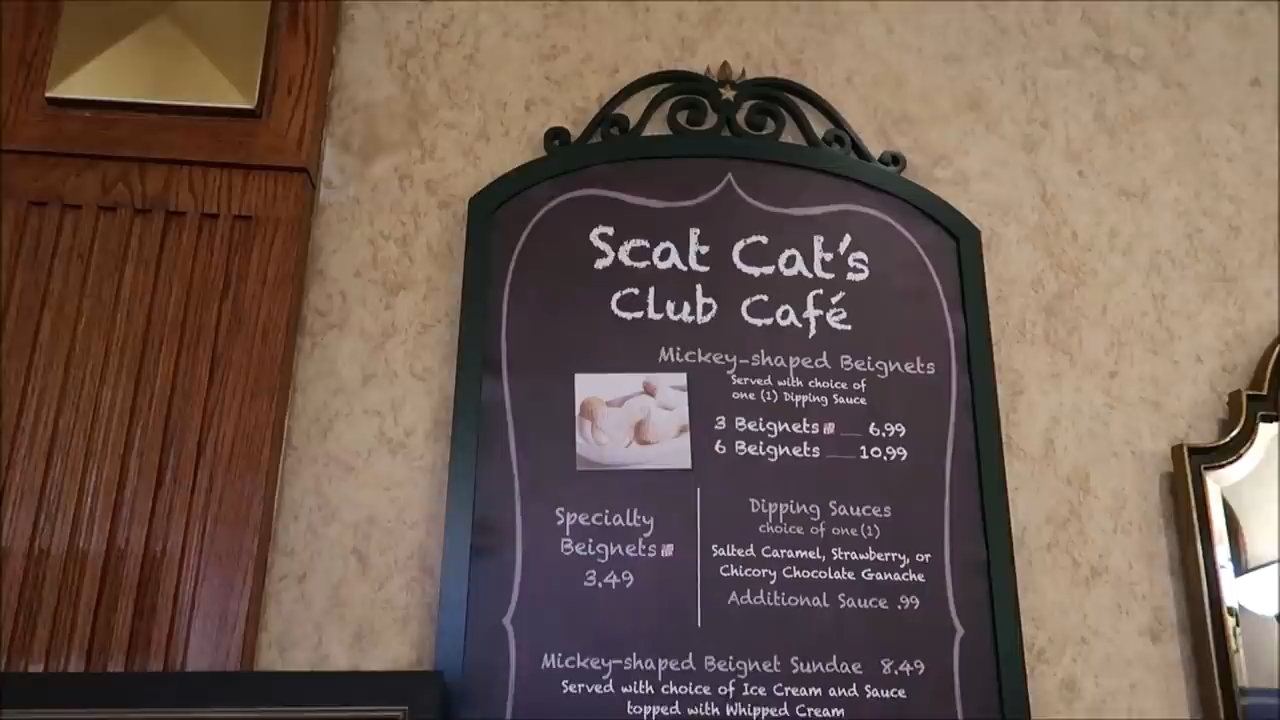 Scat Cat's
Club Café
Mickey-shaped Beignets
Served with choice of
one (1) Dipping Sauce
3 Beignets __ 6.99
6 Beignets ___ 10.99
Specialty
Beignets
3.49
Dipping Sauces
choice of one(1)
Salted Caramel, Strawberry, or
Chicory Chocolate Ganache
Additional Sauce .99
Mickey-shaped Beignet Sundae 8.49
Served with choice of Ice Cream and Sauce
topped with Whipped Cream